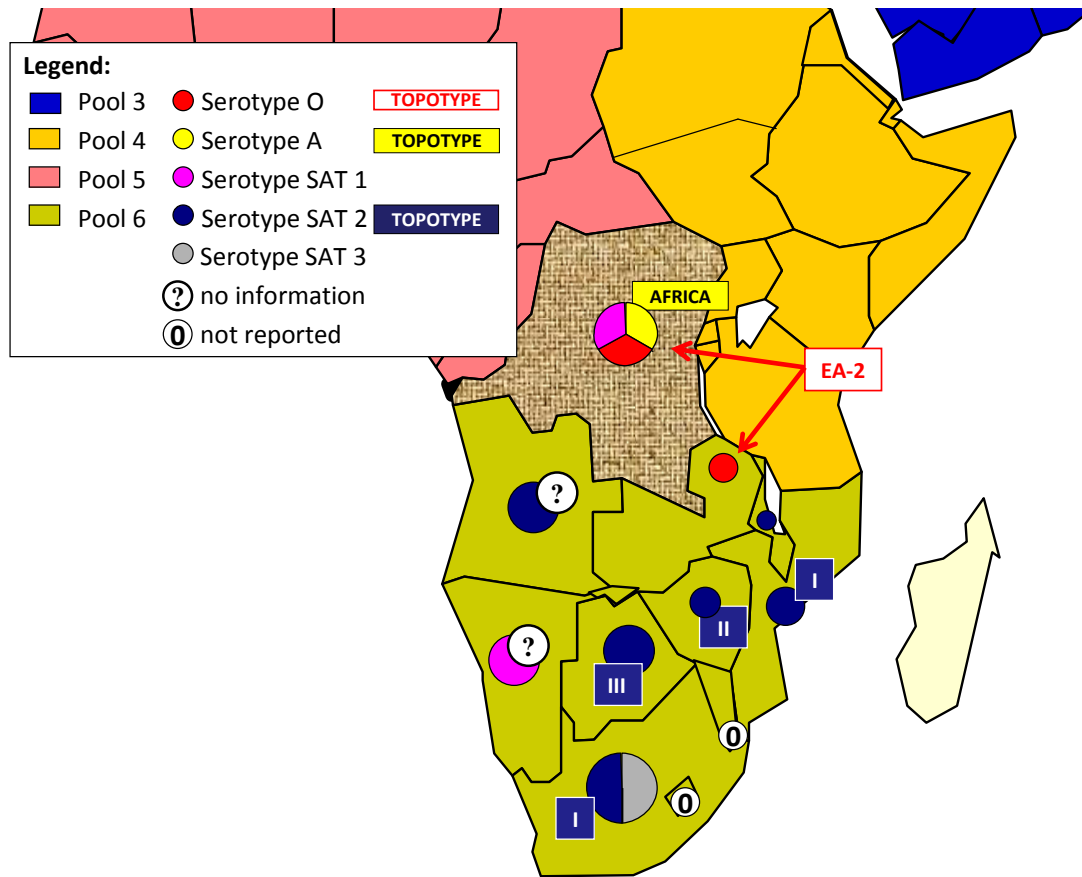 Legend:
Pool 3
Serotype O
TOPOTYPE
Pool 4
Serotype A
TOPOTYPE
Pool 5
Serotype SAT 1
Pool 6
Serotype SAT 2
TOPOTYPE
Serotype SAT 3
? no information
0 not reported
AFRICA
EA-2
?
I
II
?
III
0
0
I